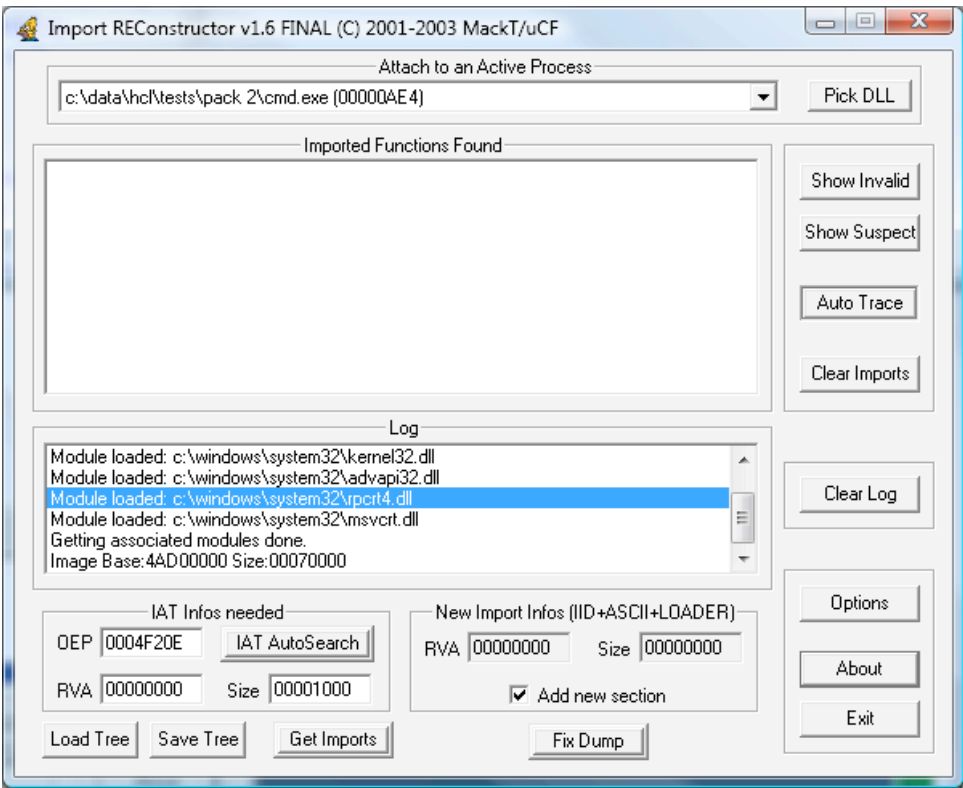 Import REConstructor v1.6 FINAL (C) 2001-2003 MackT/uCF
Attach to an Active Process
c:\data\hcl\tests\pack 2\cmd.exe (00000AE4)
Pick DLL
Imported Functions Found
Show Invalid
Show Suspect
Auto Trace
Clear Imports
Log
Module loaded: c:\windows\system32\kernel32.dll
Module loaded: c:\windows\system32\advapi32.dll
Module loaded: c:\windows\system32\rpcrt4.dll
Module loaded: c:\windows\system32\msvcrt.dll
Getting associated modules done.
Image Base:4AD00000 Size:00070000
Clear Log
IAT Infos needed
OEP 0004F20E IAT AutoSearch
RVA 00000000 Size 00001000
New Import Infos (IID+ASCII+LOADER)
RVA 00000000 Size 00000000
Add new section
Options
About
Exit
Load Tree Save Tree Get Imports Fix Dump